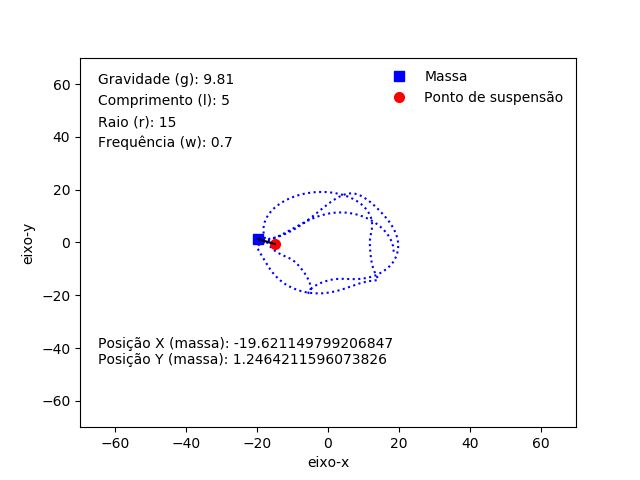 Gravidade (g): 9.81
Comprimento (l): 5
Raio (r): 15
Frequência (w): 0.7
Massa
Ponto de suspensão
60
40
20
0
−20
−40
−60
eixo-y
Posição X (massa): -19.621149799206847
Posição Y (massa): 1.2464211596073826
−60 −40 −20 0 20 40 60
eixo-x